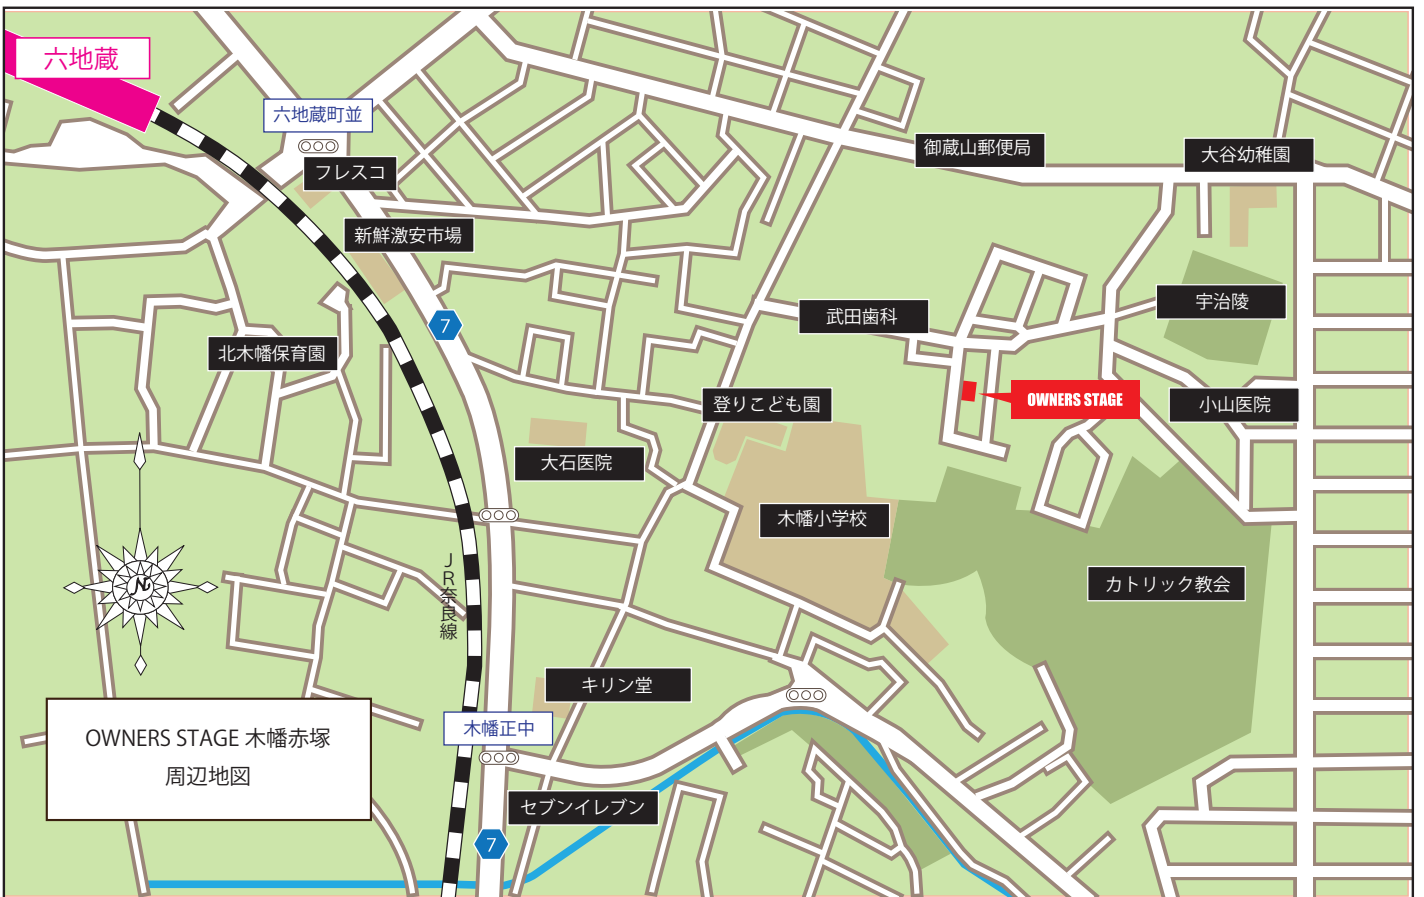 六地蔵
六地蔵町並
フレスコ
御蔵山郵便局
大谷幼稚園
新鮮激安市場
宇治陵
武田歯科
7
北木幡保育園
登りこども園
OWNERS STAGE
小山医院
大石医院
木幡小学校
JR奈良線
カトリック教会
N
キリン堂
木幡正中
OWNERS STAGE 木幡赤塚
周辺地図
セブンイレブン
7